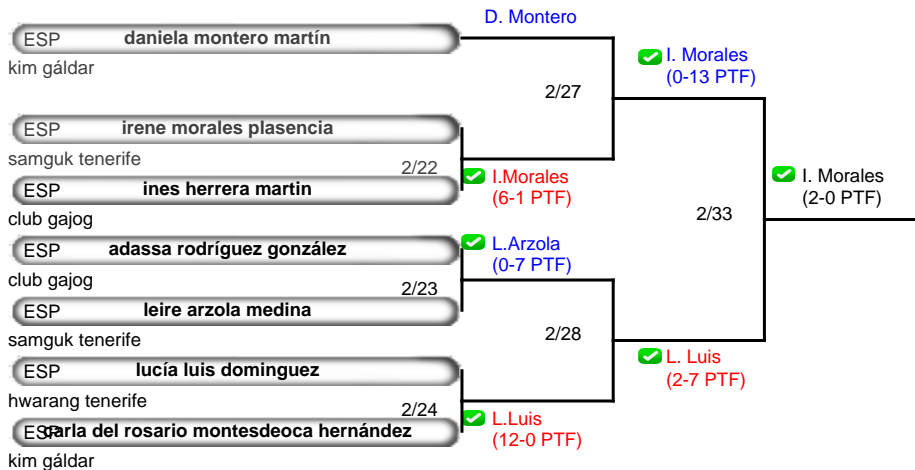 D. Montero
ESP daniela montero martín
kim gáldar
I. Morales
(0-13 PTF)
2/27
ESP irene morales plasencia
samguk tenerife
2/22
I.Morales
(6-1 PTF)
ESP ines herrera martin
club gajog
I. Morales
(2-0 PTF)
2/33
ESP adassa rodríguez gonzález
club gajog
L.Arzola
(0-7 PTF)
2/23
ESP leire arzola medina
samguk tenerife
2/28
L. Luis
(2-7 PTF)
ESP lucía luis dominguez
hwarang tenerife
2/24
L.Luis
(12-0 PTF)
ESP carla del rosario montesdeoca hernández
kim gáldar